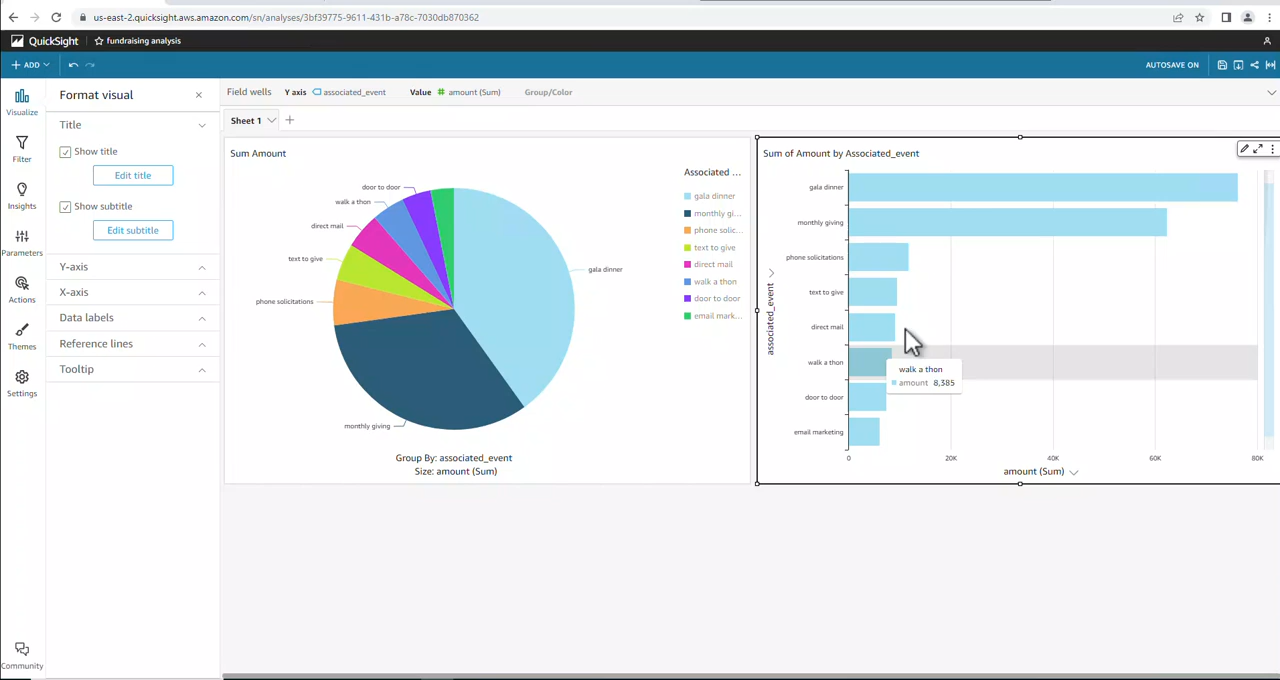 us-east-2.quicksight.aws.amazon.com/sn/analyses/3bf39775-9611-431b-a78c-7030db870362
QuickSight
fundraising analysis
ADD
AUTOSAVE ON
Visualize
Filter
Insights
Parameters
Actions
Themes
Settings
Community
Format visual
Title
Show title
Edit title
Show subtitle
Edit subtitle
Y-axis
X-axis
Data labels
Reference lines
Tooltip
Field wells Y axis associated_event Value # amount (Sum) Group/Color
Sheet 1
Sum Amount
door to door
walk a thon
direct mail
text to give
phone solicitations
monthly giving
gala dinner
Group By: associated_event
Size: amount (Sum)
Associated ...
gala dinner
monthly gi...
phone solic...
text to give
direct mail
walk a thon
door to door
email mark...
Sum of Amount by Associated_event
associated_event
gala dinner
monthly giving
phone solicitations
text to give
direct mail
walk a thon
door to door
email marketing
walk a thon
amount 8,385
0 20K 40K 60K 80K
amount (Sum)